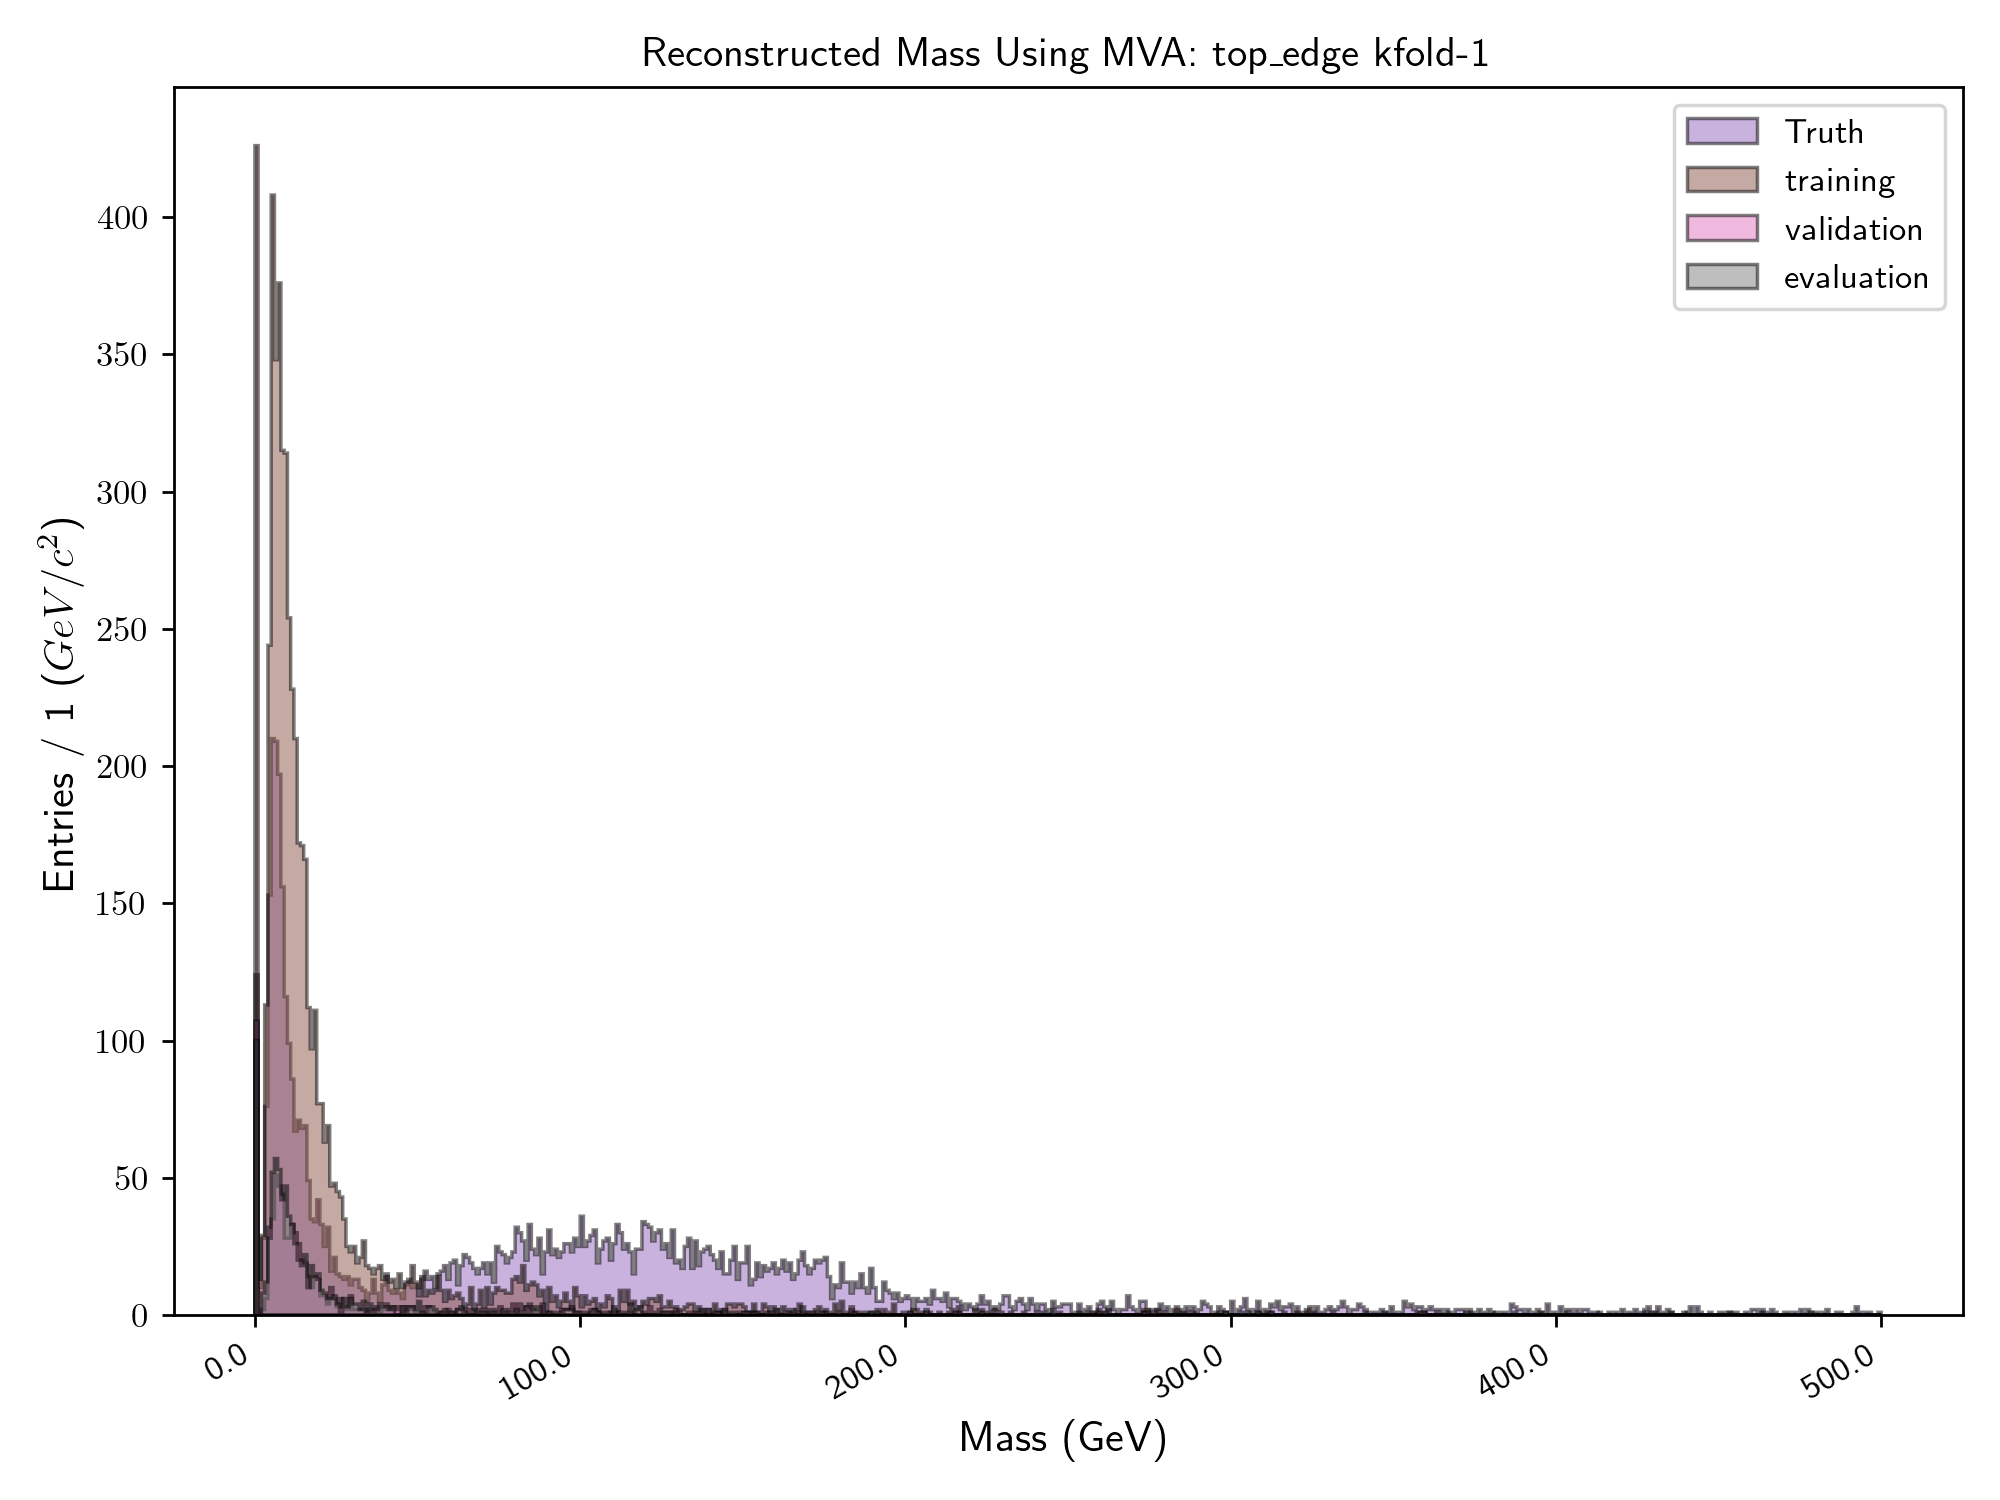 Reconstructed Mass Using MVA: top_edge kfold-1
Truth
training
validation
evaluation
Entries / 1 (GeV/c²)
400
350
300
250
200
150
100
50
0
0.0
100.0
200.0
300.0
400.0
500.0
Mass (GeV)